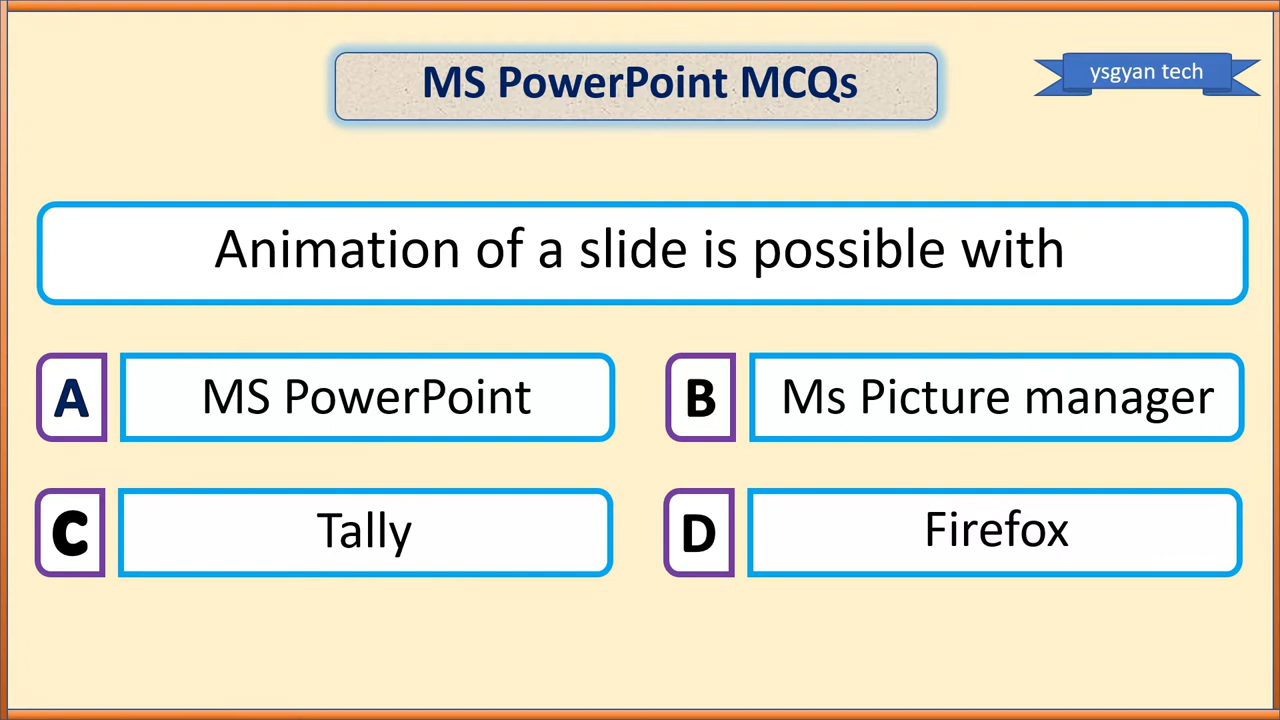 MS PowerPoint MCQs
ysgyan tech
Animation of a slide is possible with
A MS PowerPoint
B Ms Picture manager
C Tally
D Firefox